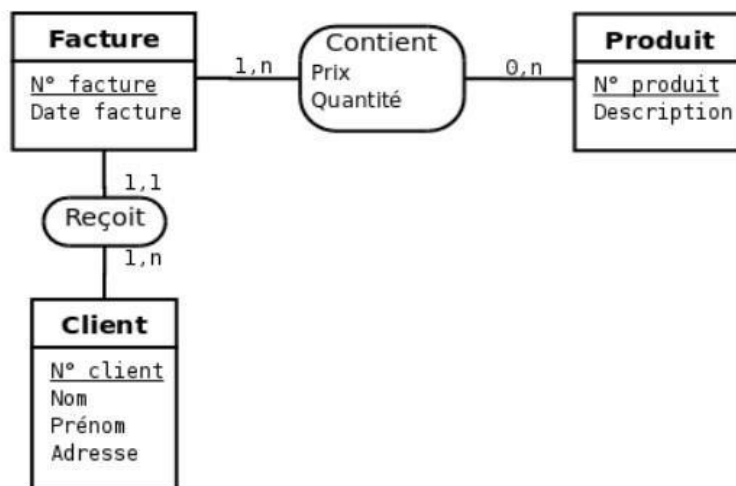 Facture
N° facture
Date facture
1,n
Contient
Prix
Quantité
0,n
Produit
N° produit
Description
1,1
Reçoit
1,n
Client
N° client
Nom
Prénom
Adresse